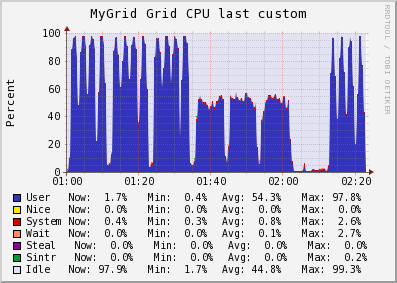 MyGrid Grid CPU last custom
RRDTOOL / TOBI OETIKER
Percent
100
80
60
40
20
0
01:00 01:20 01:40 02:00 02:20
User Now: 1.7% Min: 0.4% Avg: 54.3% Max: 97.8%
Nice Now: 0.0% Min: 0.0% Avg: 0.0% Max: 0.0%
System Now: 0.4% Min: 0.3% Avg: 0.8% Max: 2.6%
Wait Now: 0.0% Min: 0.0% Avg: 0.1% Max: 2.7%
Steal Now: 0.0% Min: 0.0% Avg: 0.0% Max: 0.0%
Sintr Now: 0.0% Min: 0.0% Avg: 0.0% Max: 0.2%
Idle Now: 97.9% Min: 1.7% Avg: 44.8% Max: 99.3%